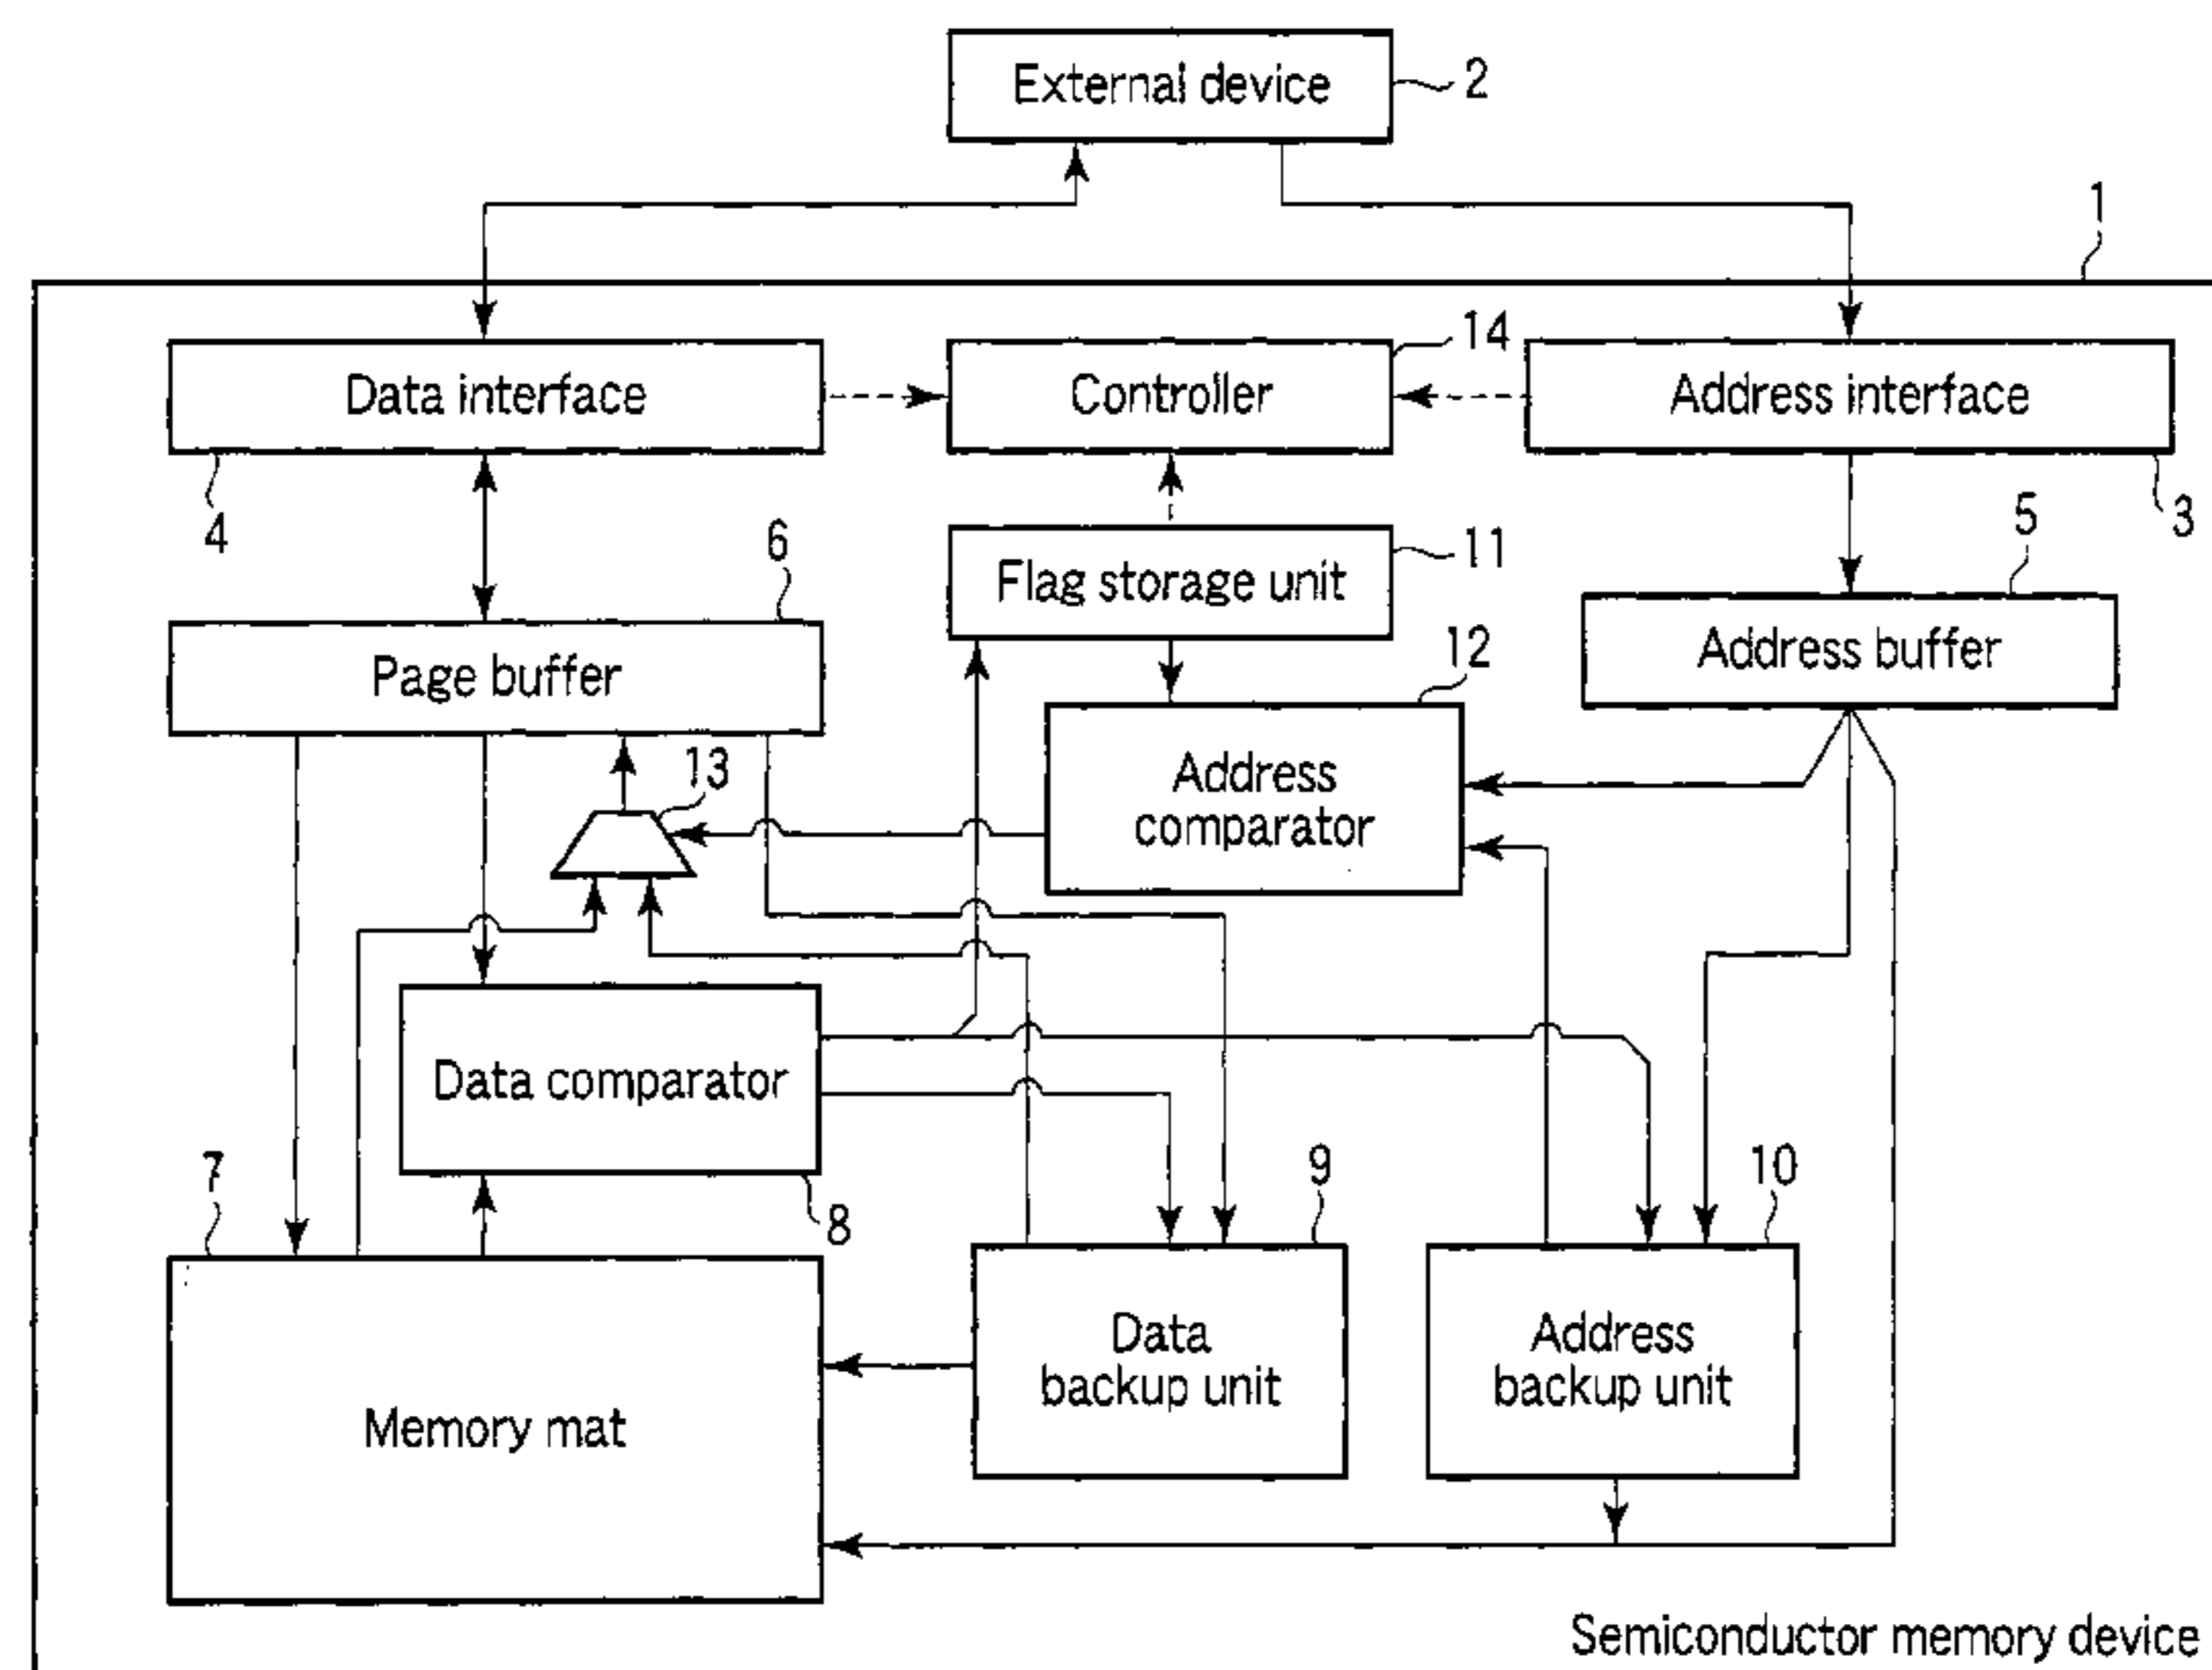 External device
2
1
Data interface
4
Controller
14
Address interface
3
Page buffer
6
Flag storage unit
11
Address buffer
5
13
Address
comparator
12
Data comparator
8
Memory mat
7
Data
backup unit
9
Address
backup unit
10
Semiconductor memory device